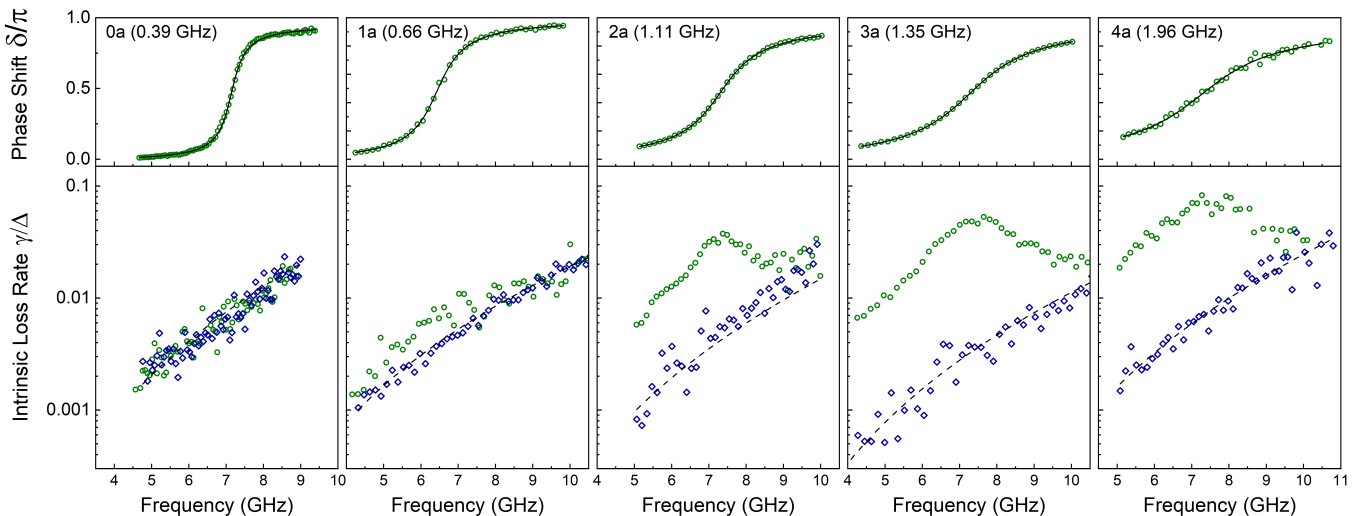 Phase Shift δ/π
1.0
0.5
0.0
0a (0.39 GHz)
1a (0.66 GHz)
2a (1.11 GHz)
3a (1.35 GHz)
4a (1.96 GHz)
Intrinsic Loss Rate γ/Δ
0.1
0.01
0.001
4 5 6 7 8 9 10
4 5 6 7 8 9 10
4 5 6 7 8 9 10
4 5 6 7 8 9 10
5 6 7 8 9 10 11
Frequency (GHz)
Frequency (GHz)
Frequency (GHz)
Frequency (GHz)
Frequency (GHz)